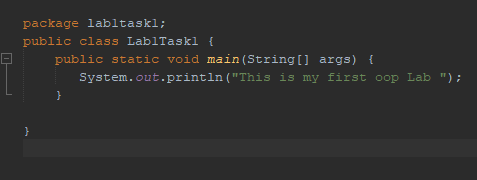 package lab1task1;
public class Lab1Task1 {
public static void main(String[] args) {
System.out.println("This is my first oop Lab ");
}
}